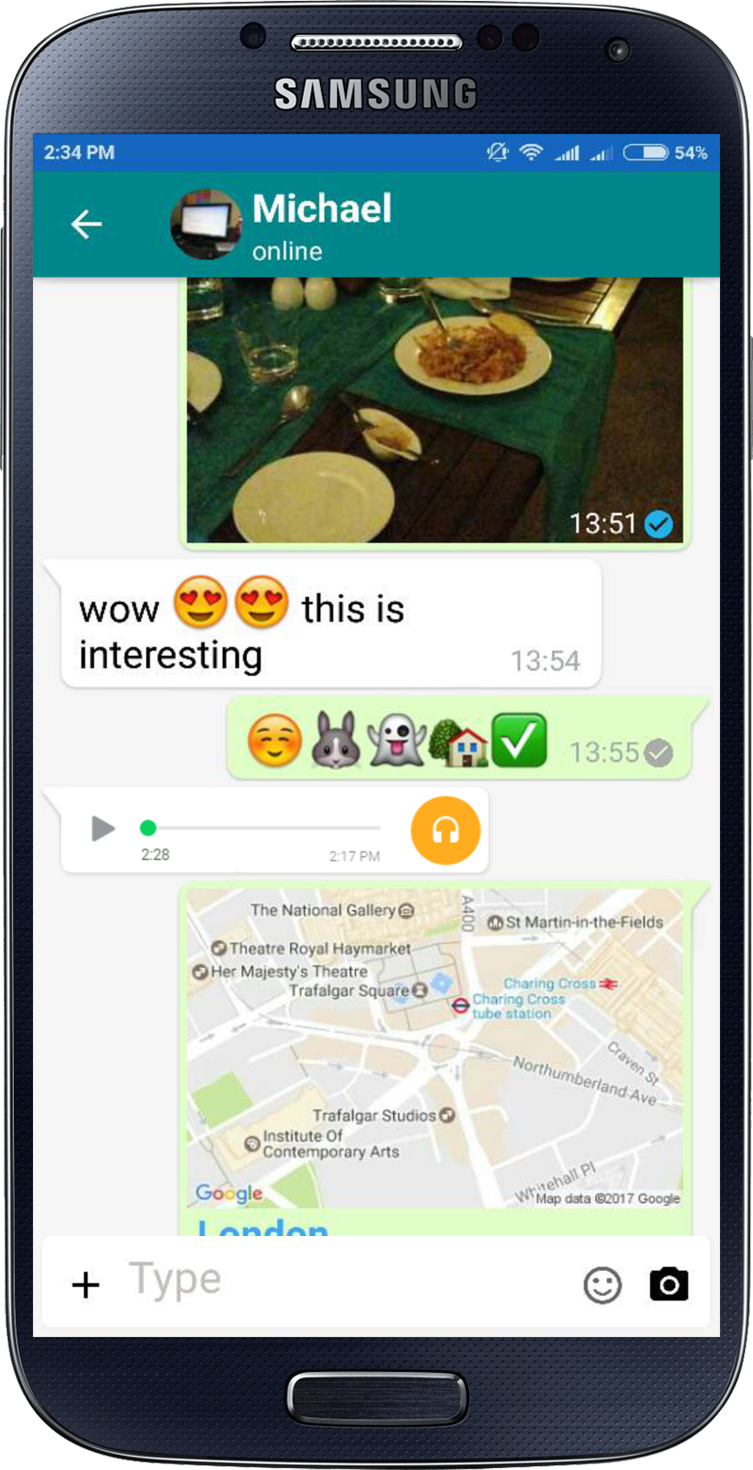 SAMSUNG
2:34 PM
54%
Michael
online
13:51
wow 😍😍 this is
interesting
13:54
13:55
2:28
2:17 PM
The National Gallery
A400
St Martin-in-the-Fields
Theatre Royal Haymarket
Her Majesty's Theatre
Trafalgar Square
Charing Cross
Charing Cross
tube station
Craven St
Northumberland Ave
Trafalgar Studios
Institute Of
Contemporary Arts
Whitehall Pl
Google
Map data ©2017 Google
London
Type